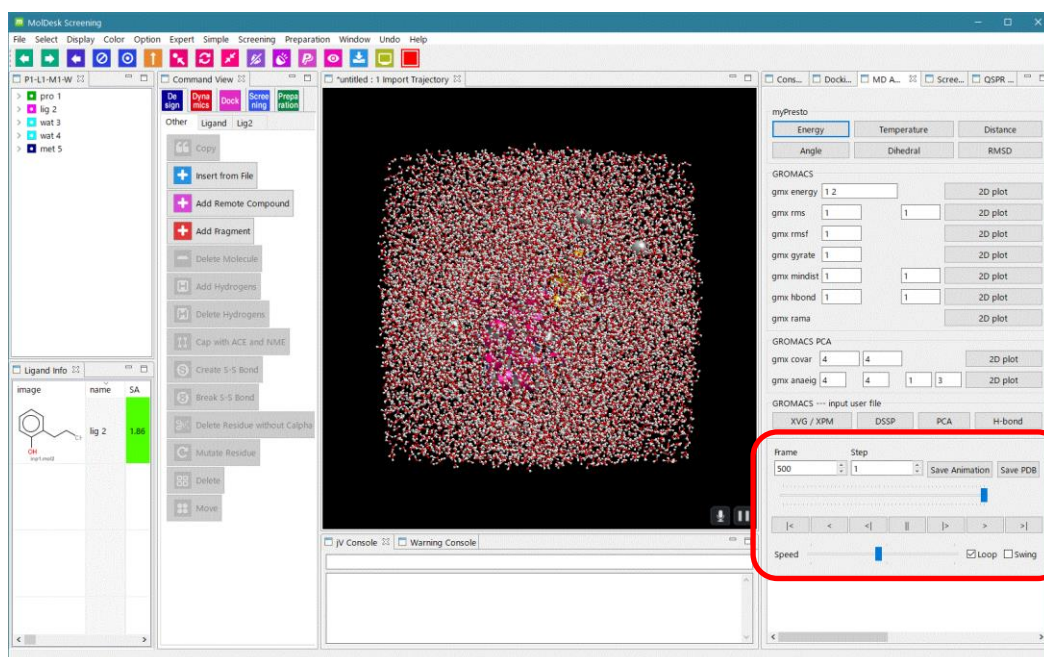 MolDesk Screening
File Select Display Color Option Expert Simple Screening Preparation Window Undo Help
P1-L1-M1-W
pro 1
lig 2
wat 3
wat 4
met 5
Ligand Info
image name SA
OH
lig 2 1.86
Command View
De sign Dyna mics Dock Scree ning Prepa ration
Other Ligand Lig2
Copy
Insert from File
Add Remote Compound
Add Fragment
Delete Molecule
Add Hydrogens
Delete Hydrogens
Cap with ACE and NME
Create S-S Bond
Break S-S Bond
Delete Residue without Calpha
Mutate Residue
Delete
Move
*untitled : 1 Import Trajectory
jV Console Warning Console
Cons... Docki... MD A... Scree... QSPR ...
myPresto
Energy Temperature Distance
Angle Dihedral RMSD
GROMACS
gmx energy 1 2 2D plot
gmx rms 1 1 2D plot
gmx rmsf 1 2D plot
gmx gyrate 1 2D plot
gmx mindist 1 1 2D plot
gmx hbond 1 1 2D plot
gmx rama 2D plot
GROMACS PCA
gmx covar 4 4 2D plot
gmx anaeig 4 4 1 3 2D plot
GROMACS --- input user file
XVG / XPM DSSP PCA H-bond
Frame Step
500 1 Save Animation Save PDB
|< < <| || |> > >|
Speed Loop Swing